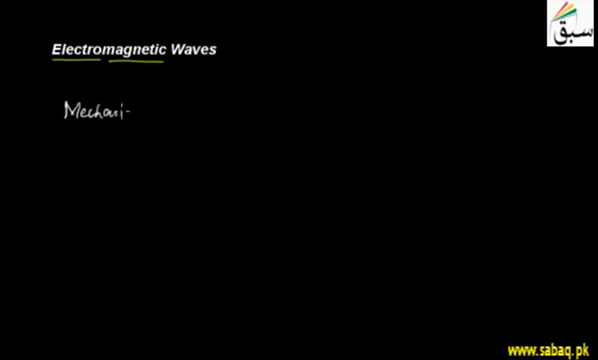 سبق
Electromagnetic Waves
Mechani-
www.sabaq.pk